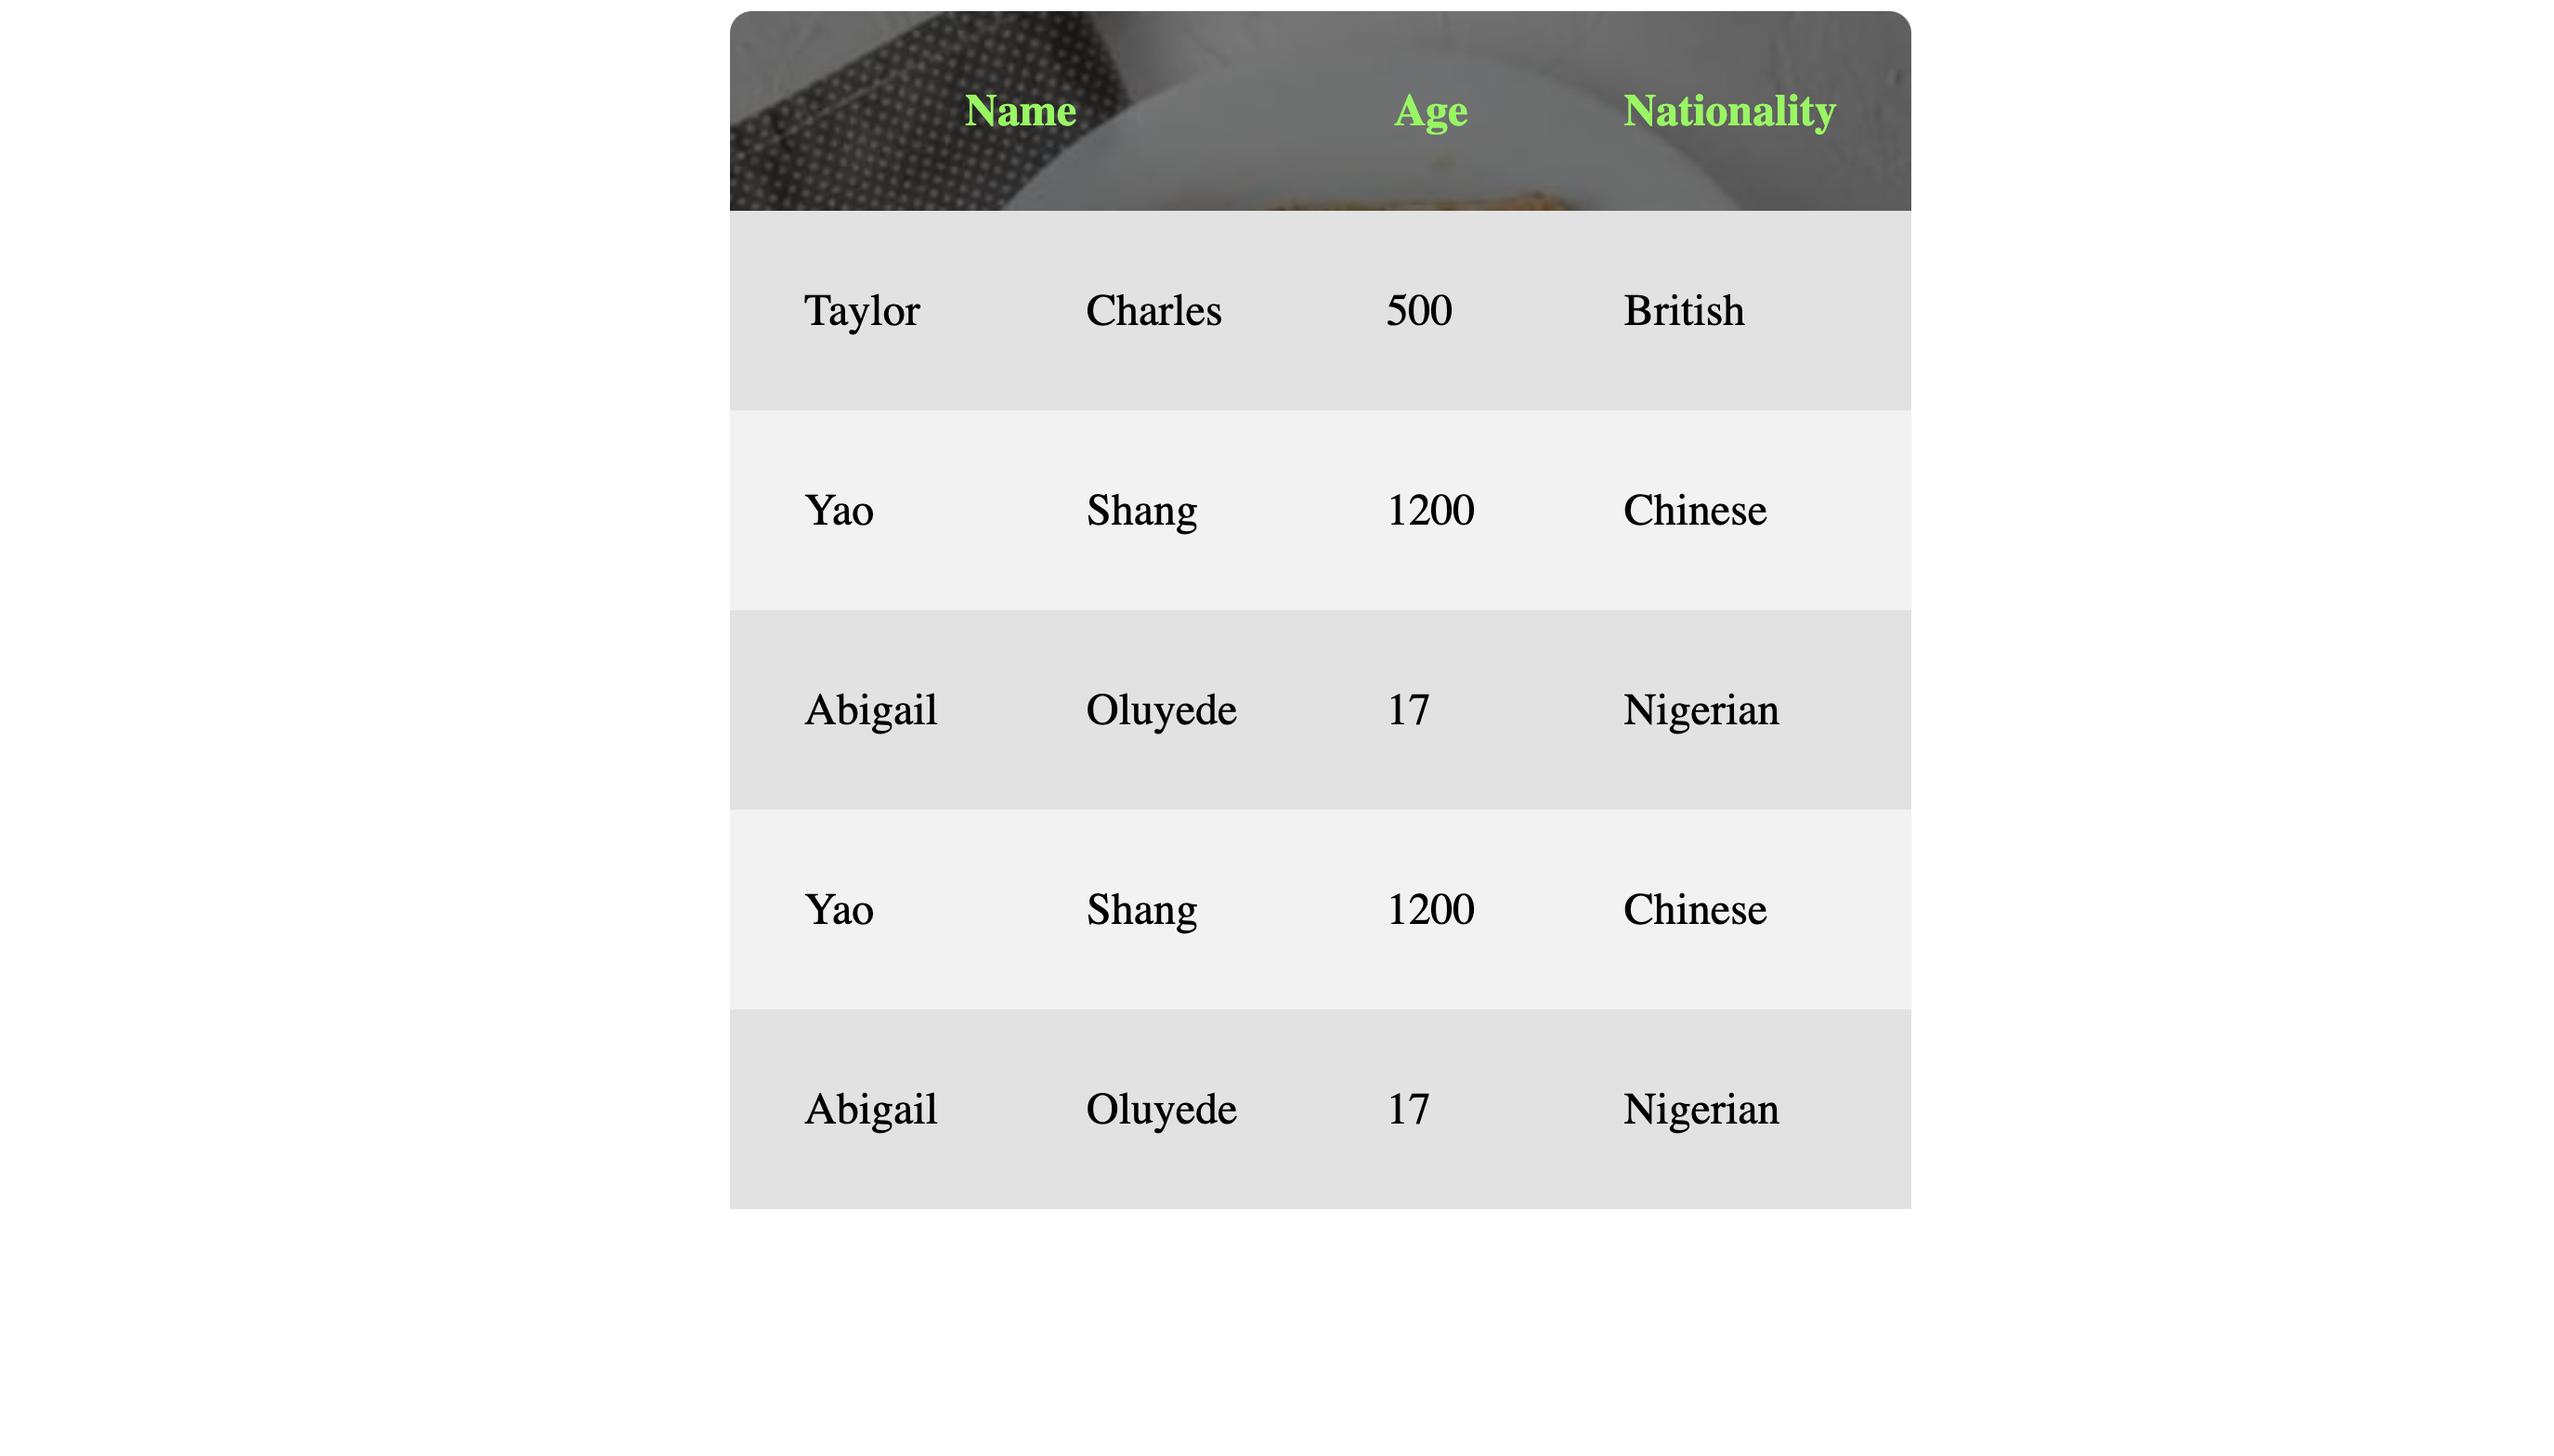 Name Age Nationality
Taylor Charles 500 British
Yao Shang 1200 Chinese
Abigail Oluyede 17 Nigerian
Yao Shang 1200 Chinese
Abigail Oluyede 17 Nigerian